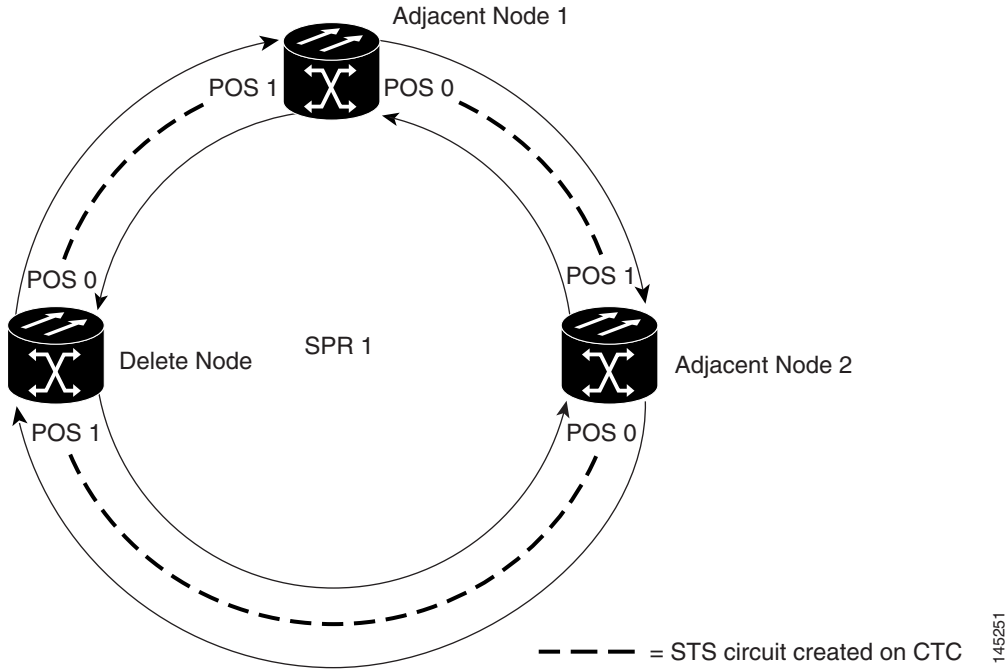 Adjacent Node 1
POS 1
POS 0
POS 0
POS 1
SPR 1
Delete Node
Adjacent Node 2
POS 1
POS 0
= STS circuit created on CTC
145251